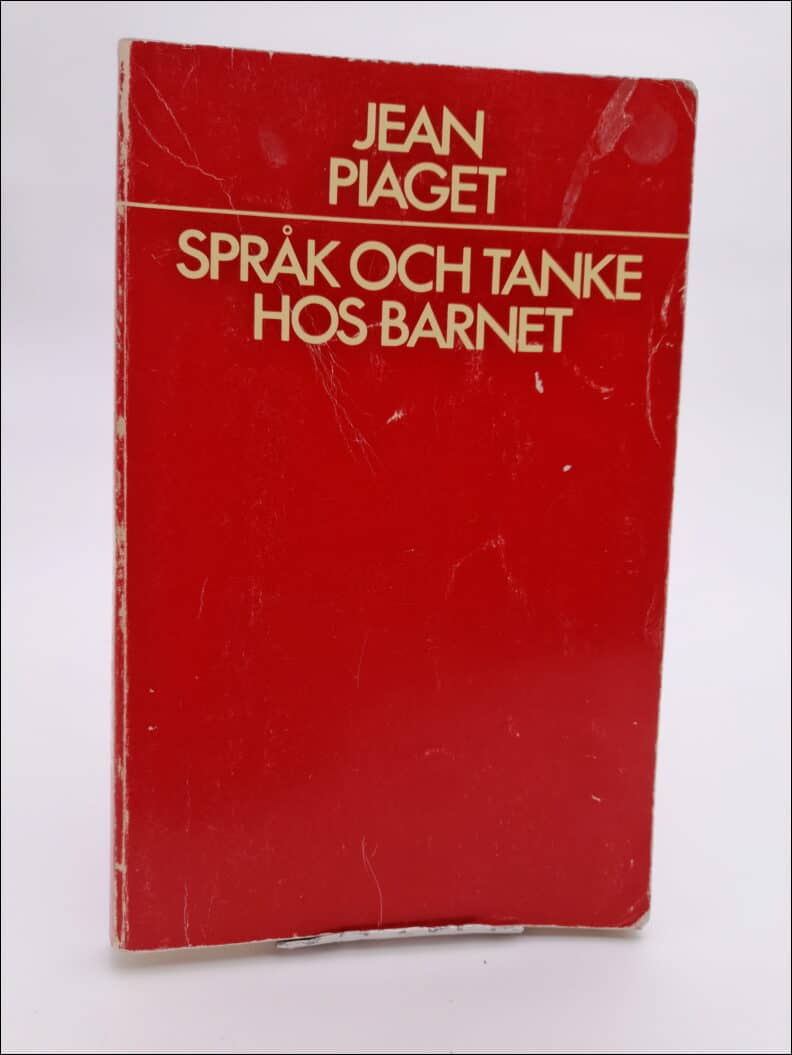 JEAN
PIAGET
SPRÅK OCH TANKE
HOS BARNET